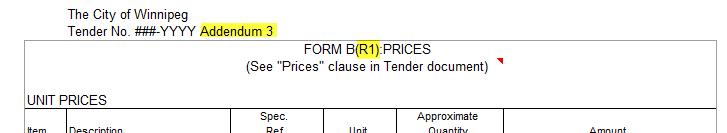 The City of Winnipeg
Tender No. ###-YYYY Addendum 3
FORM B(R1):PRICES
(See "Prices" clause in Tender document)
UNIT PRICES
Spec. Approximate
Item Description Ref. Unit Quantity Amount